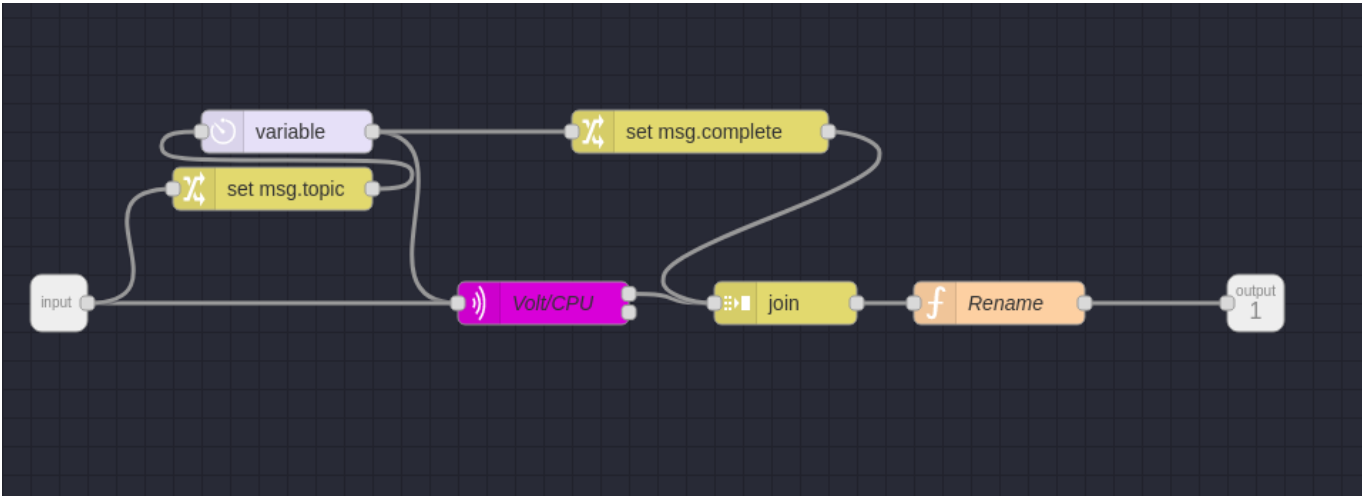 variable
set msg.complete
set msg.topic
input
Volt/CPU
join
f
Rename
output
1